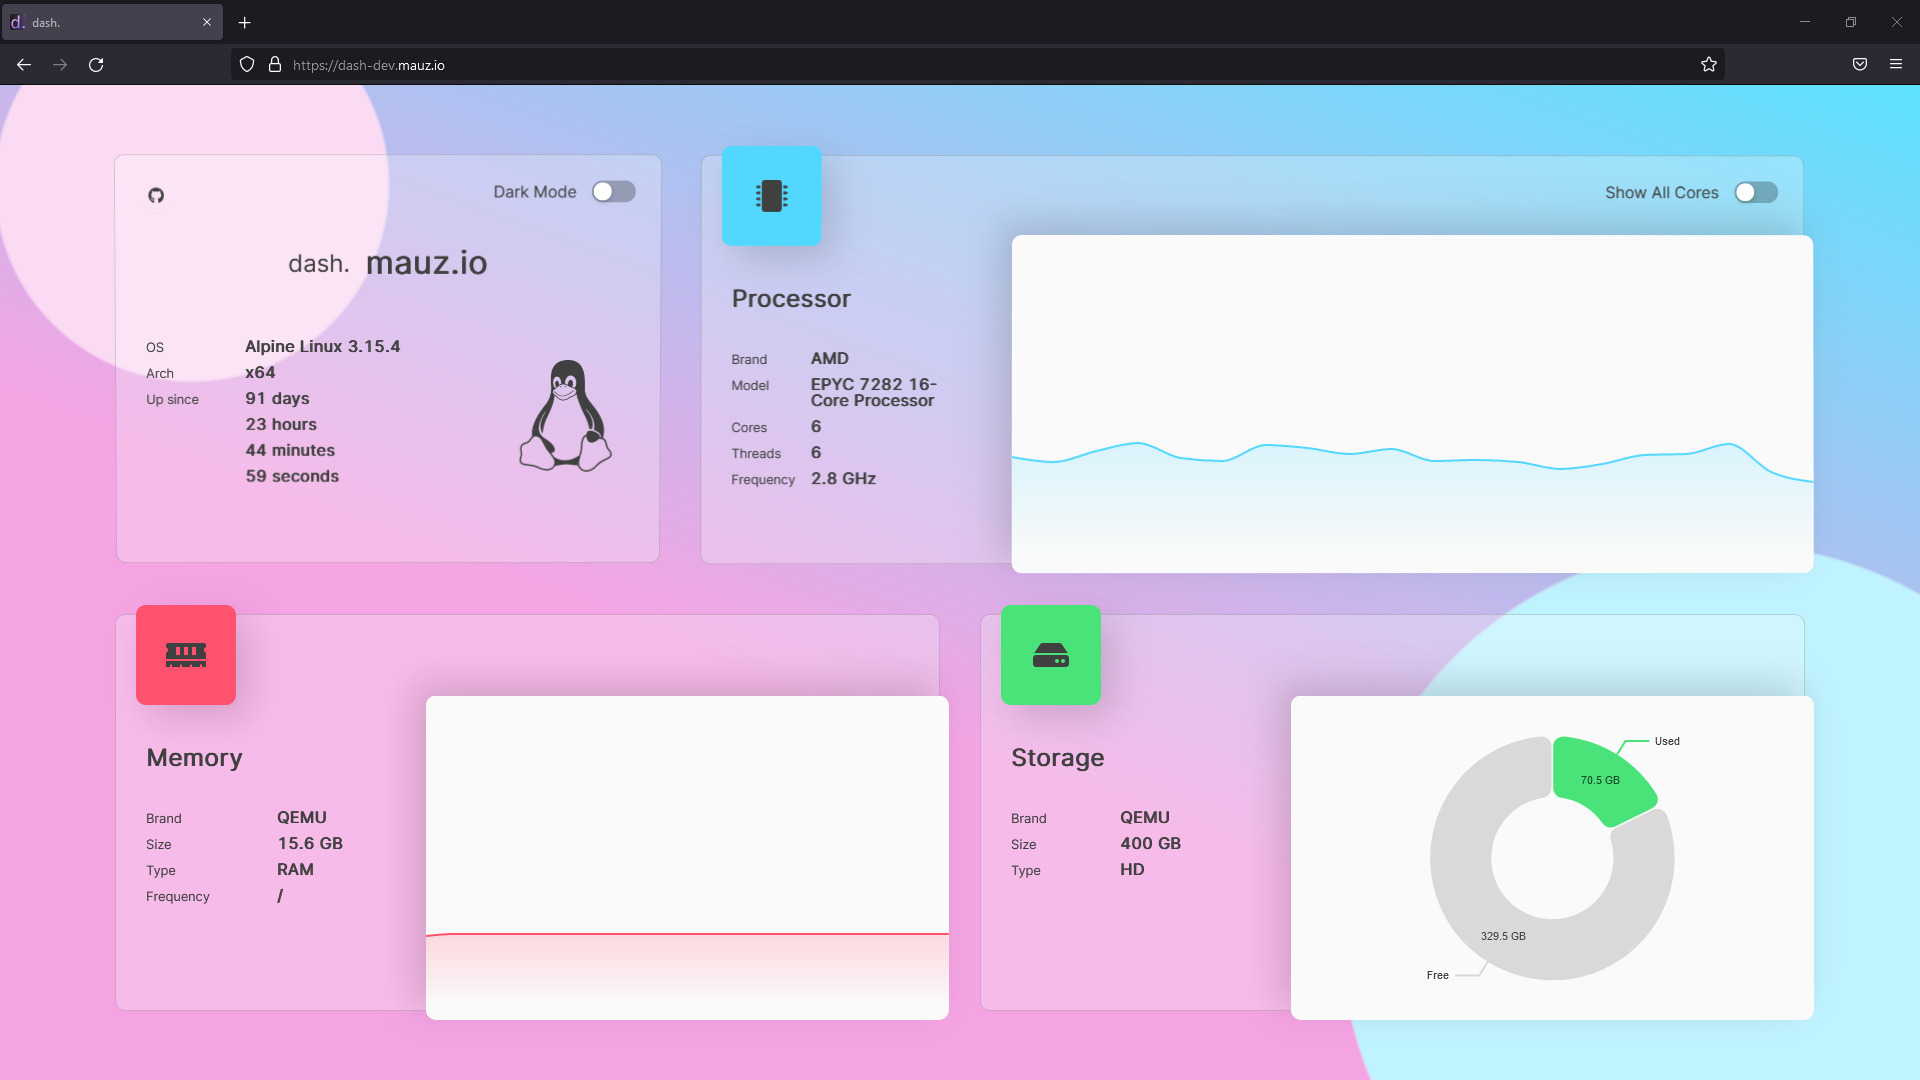 d. dash.
https://dash-dev.mauz.io
Dark Mode
dash. mauz.io
OS Alpine Linux 3.15.4
Arch x64
Up since 91 days
23 hours
44 minutes
59 seconds
Show All Cores
Processor
Brand AMD
Model EPYC 7282 16-
Core Processor
Cores 6
Threads 6
Frequency 2.8 GHz
Memory
Brand QEMU
Size 15.6 GB
Type RAM
Frequency /
Storage
Brand QEMU
Size 400 GB
Type HD
Used
70.5 GB
329.5 GB
Free